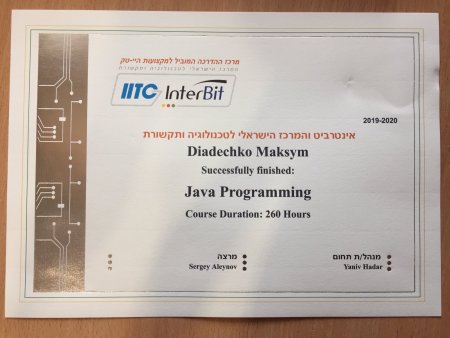 מרכז ההדרכה המוביל למקצועות היי-טק
המרכז הישראלי לטכנולוגיה ותקשורת
IITC InterBit
2019-2020
אינטרביט והמרכז הישראלי לטכנולוגיה ותקשורת
Diadechko Maksym
Successfully finished:
Java Programming
Course Duration: 260 Hours
מרצה
Sergey Aleynov
מנהל/ת תחום
Yaniv Hadar